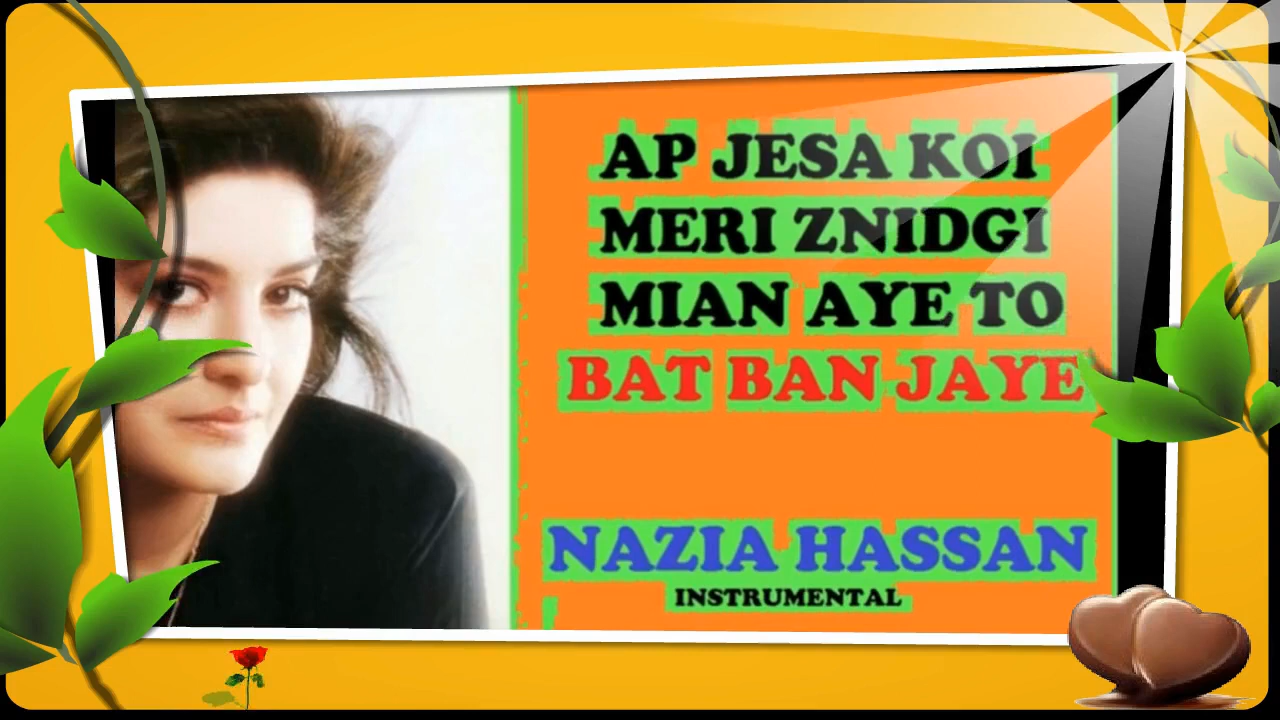 AP JESA KOI
MERI ZNIDGI
MIAN AYE TO
BAT BAN JAYE
NAZIA HASSAN
INSTRUMENTAL